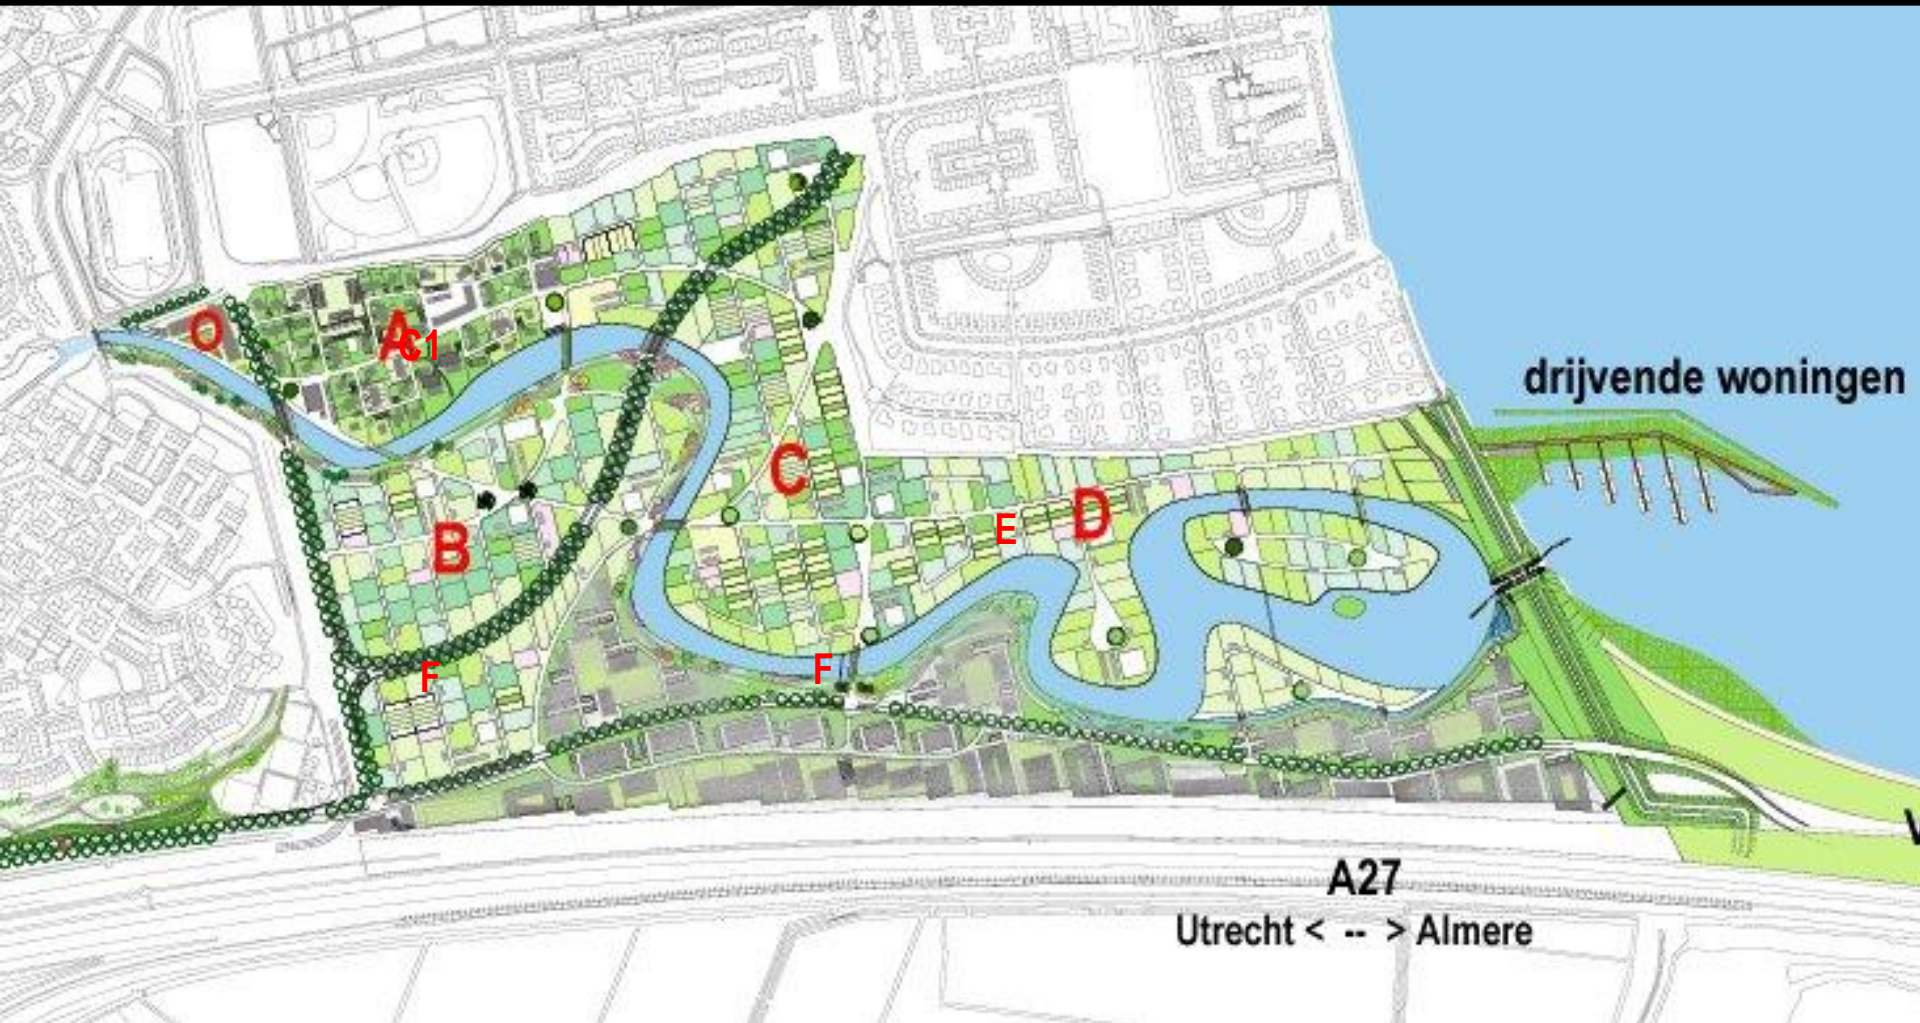 O
A
C1
drijvende woningen
C
B
E
D
F
F
A27
Utrecht < -- > Almere